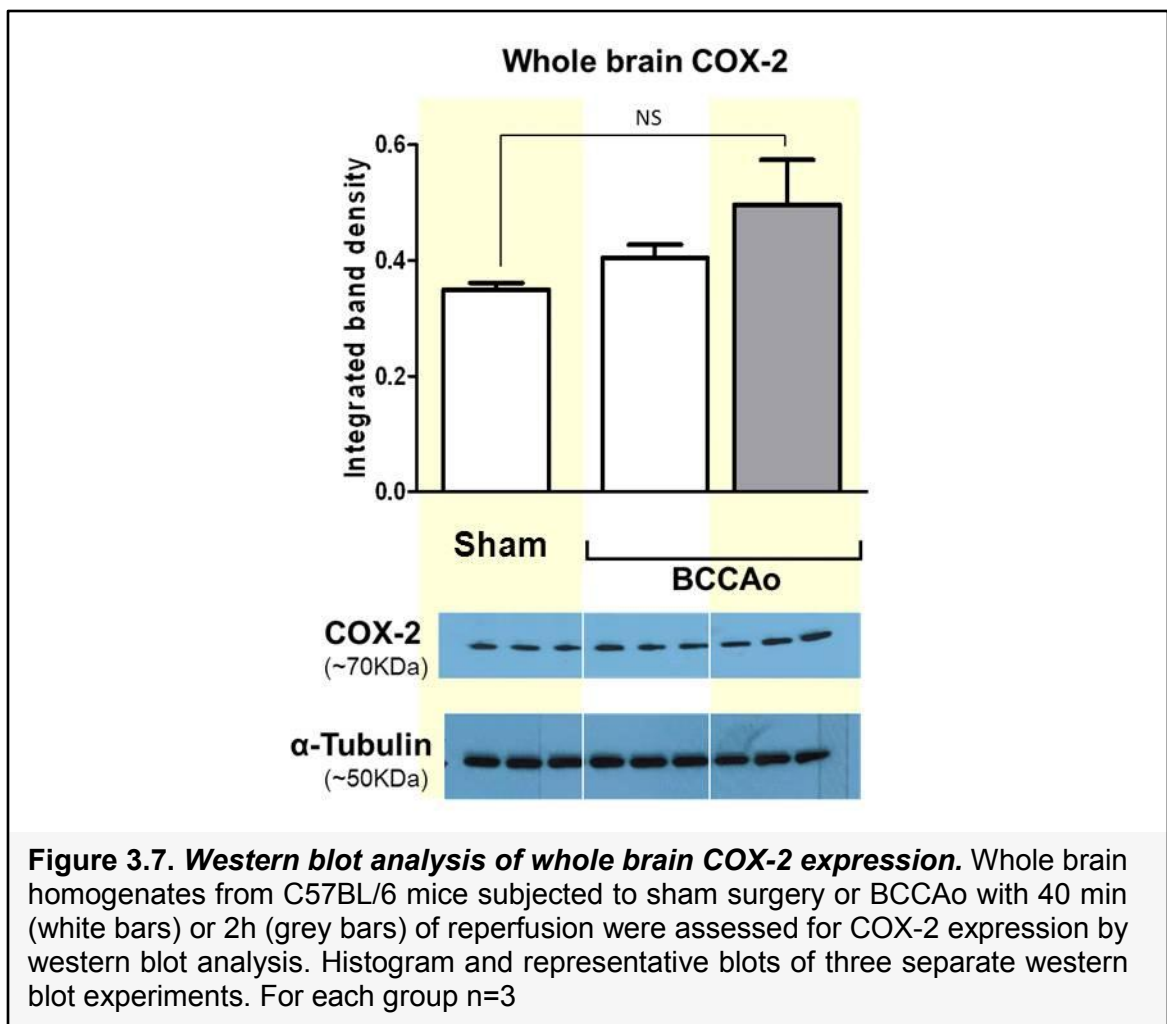 Whole brain COX-2
NS
Integrated band density
0.6
0.4
0.2
0.0
Sham
BCCAo
COX-2
(~70KDa)
α-Tubulin
(~50KDa)
Figure 3.7. Western blot analysis of whole brain COX-2 expression. Whole brain
homogenates from C57BL/6 mice subjected to sham surgery or BCCAo with 40 min
(white bars) or 2h (grey bars) of reperfusion were assessed for COX-2 expression by
western blot analysis. Histogram and representative blots of three separate western
blot experiments. For each group n=3